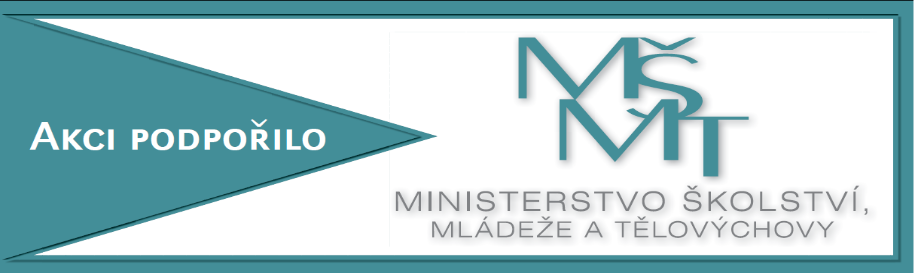 AKCI PODPOŘILO
MŠMT
MINISTERSTVO ŠKOLSTVÍ,
MLÁDEŽE A TĚLOVÝCHOVY